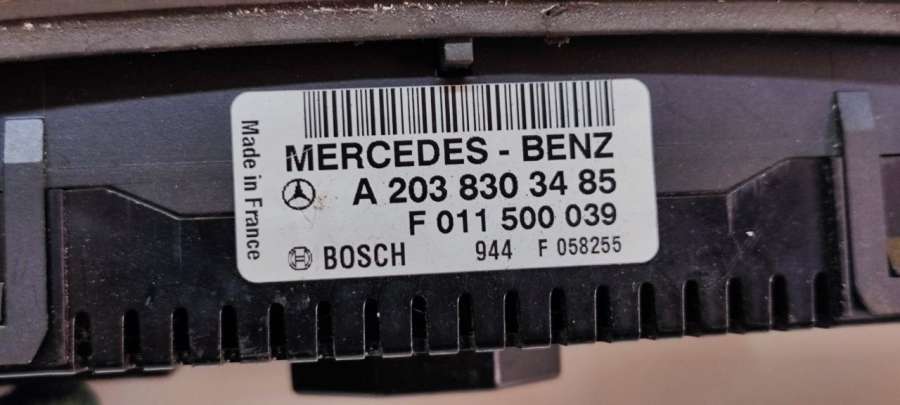 Made in France
MERCEDES - BENZ
A 203 830 34 85
F 011 500 039
BOSCH 944 F 058255